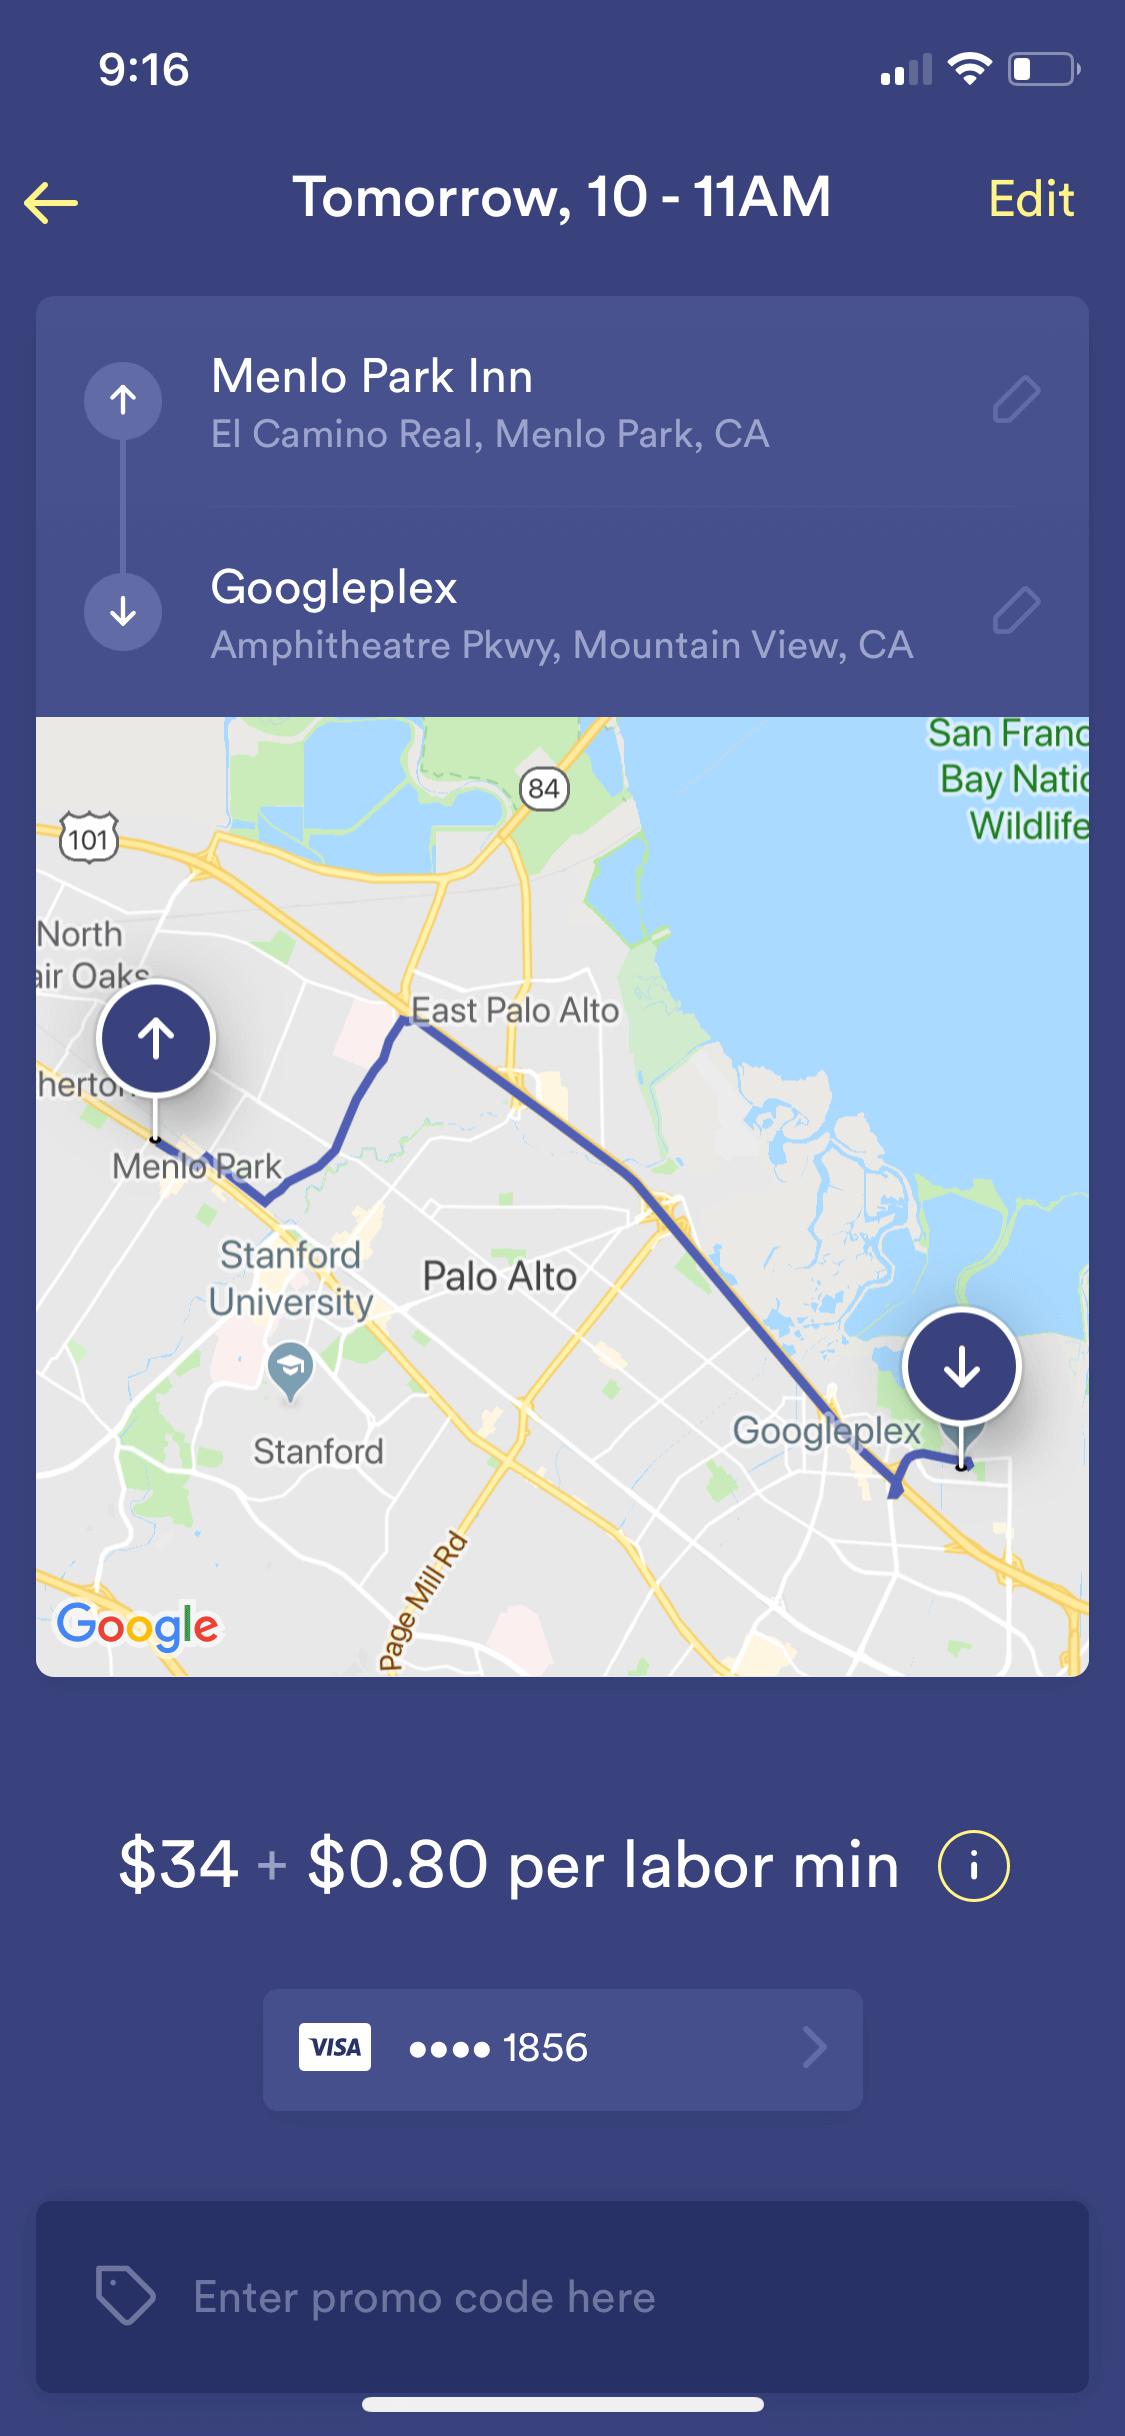 9:16
Tomorrow, 10 - 11AM
Edit
Menlo Park Inn
El Camino Real, Menlo Park, CA
Googleplex
Amphitheatre Pkwy, Mountain View, CA
San Franc
Bay Natic
Wildlife
84
101
North
air Oaks
East Palo Alto
herton
Menlo Park
Stanford
University
Palo Alto
Googleplex
Stanford
Page Mill Rd
Google
$34 + $0.80 per labor min
i
VISA •••• 1856
Enter promo code here